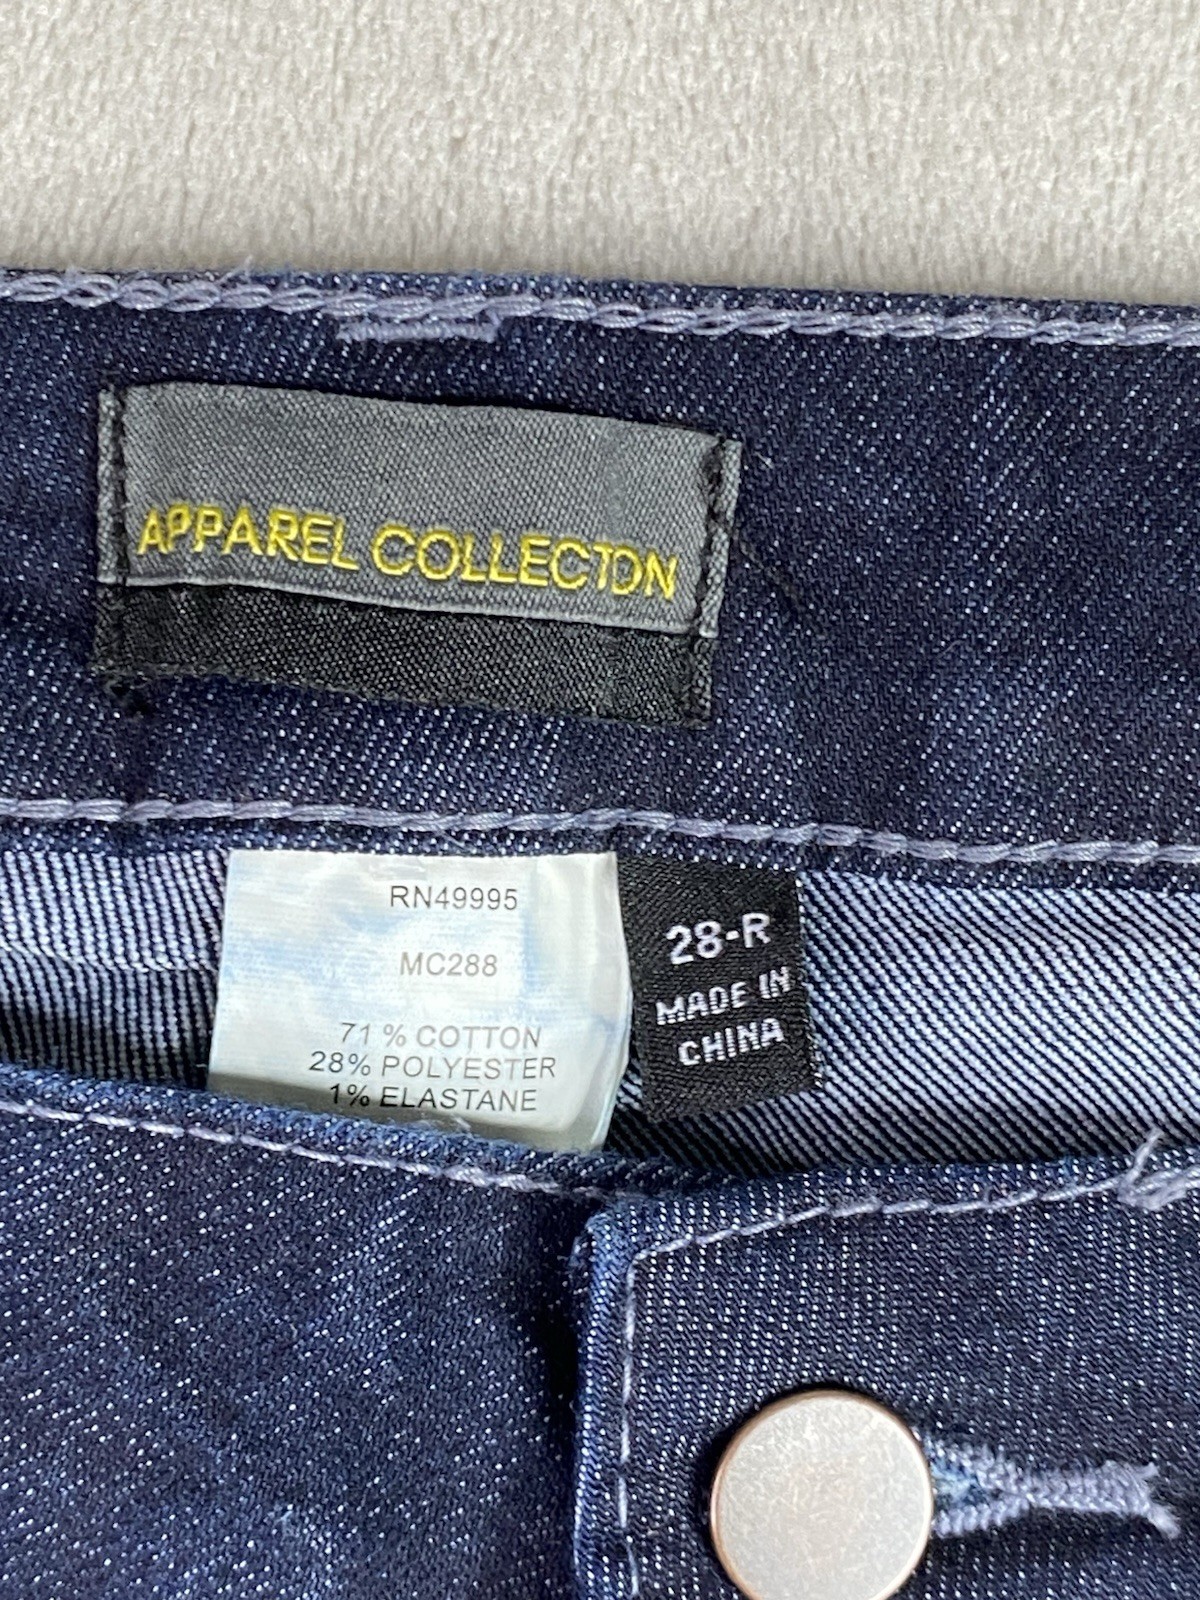 APPAREL COLLECTON
RN49995
MC288
71 % COTTON
28% POLYESTER
1% ELASTANE
28-R
MADE IN
CHINA